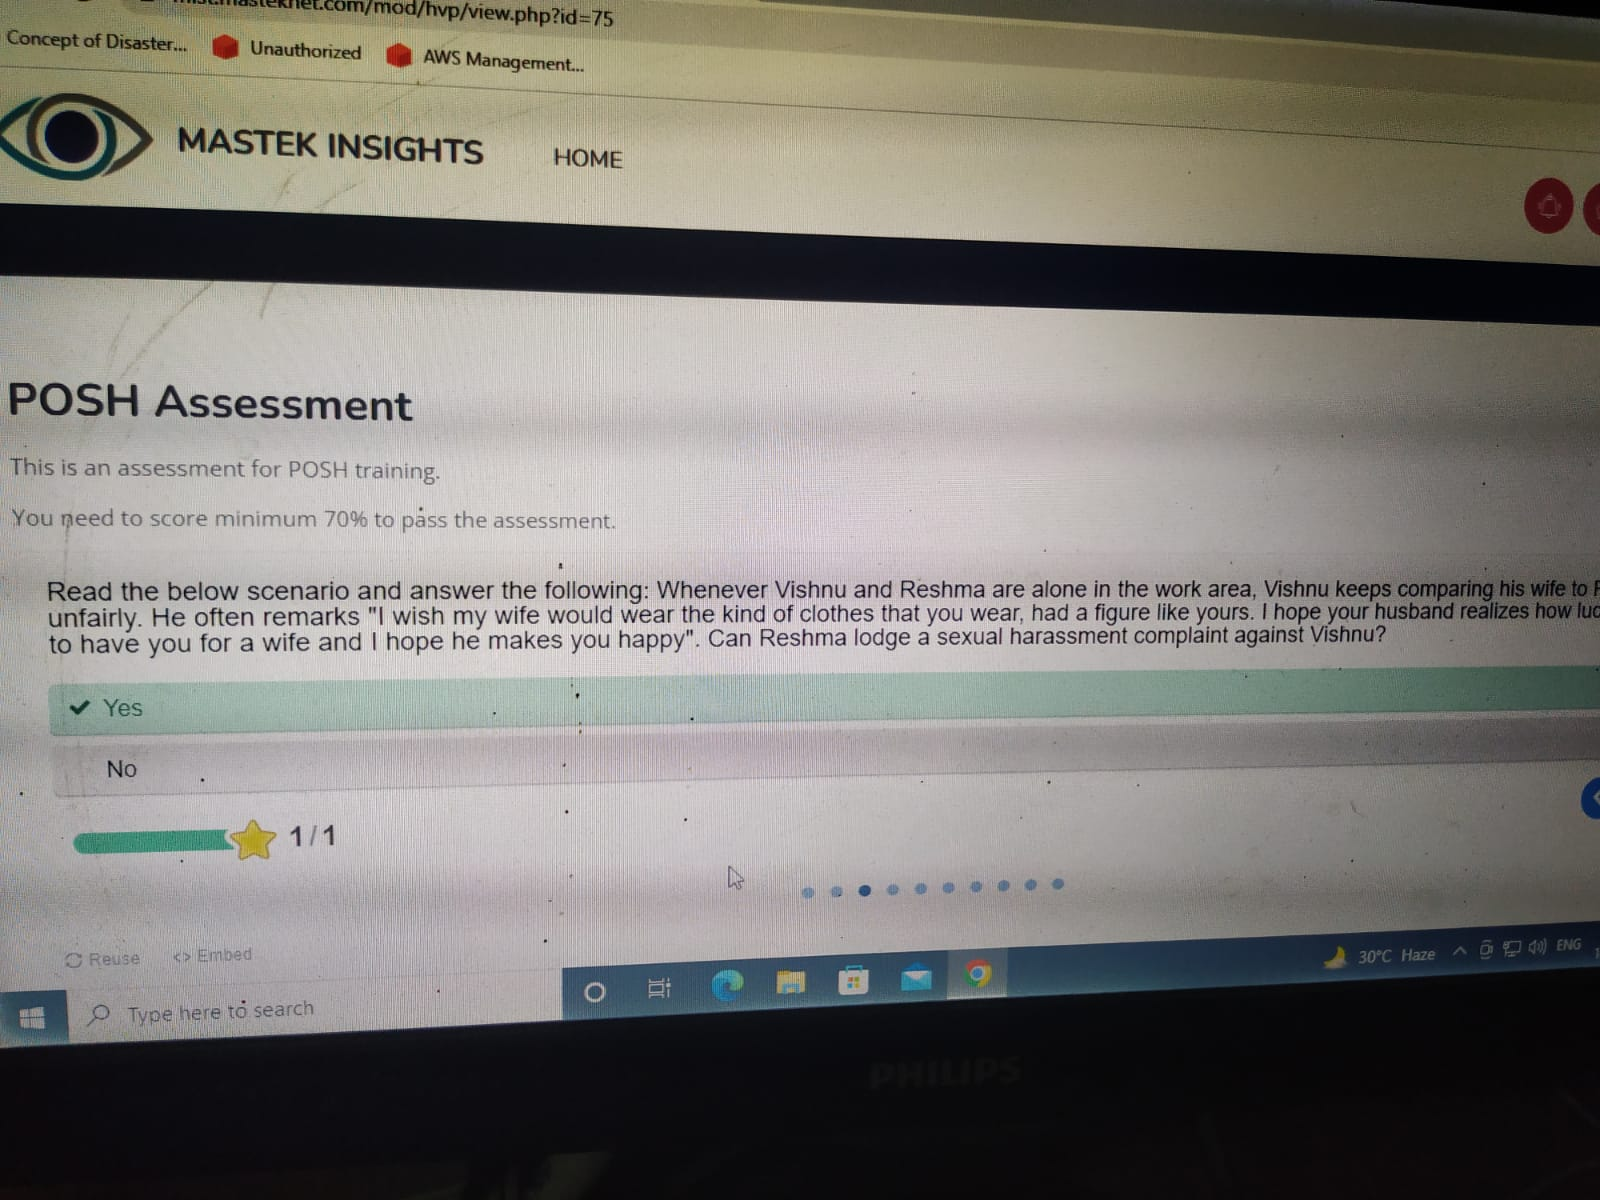 .com/mod/hvp/view.php?id=75
Concept of Disaster... Unauthorized AWS Management...
MASTEK INSIGHTS HOME
POSH Assessment
This is an assessment for POSH training.
You need to score minimum 70% to pass the assessment.
Read the below scenario and answer the following: Whenever Vishnu and Reshma are alone in the work area, Vishnu keeps comparing his wife to
unfairly. He often remarks "I wish my wife would wear the kind of clothes that you wear, had a figure like yours. I hope your husband realizes how
to have you for a wife and I hope he makes you happy". Can Reshma lodge a sexual harassment complaint against Vishnu?
Yes
No
1/1
Reuse <> Embed
Type here to search 30°C Haze ENG
PHILIPS